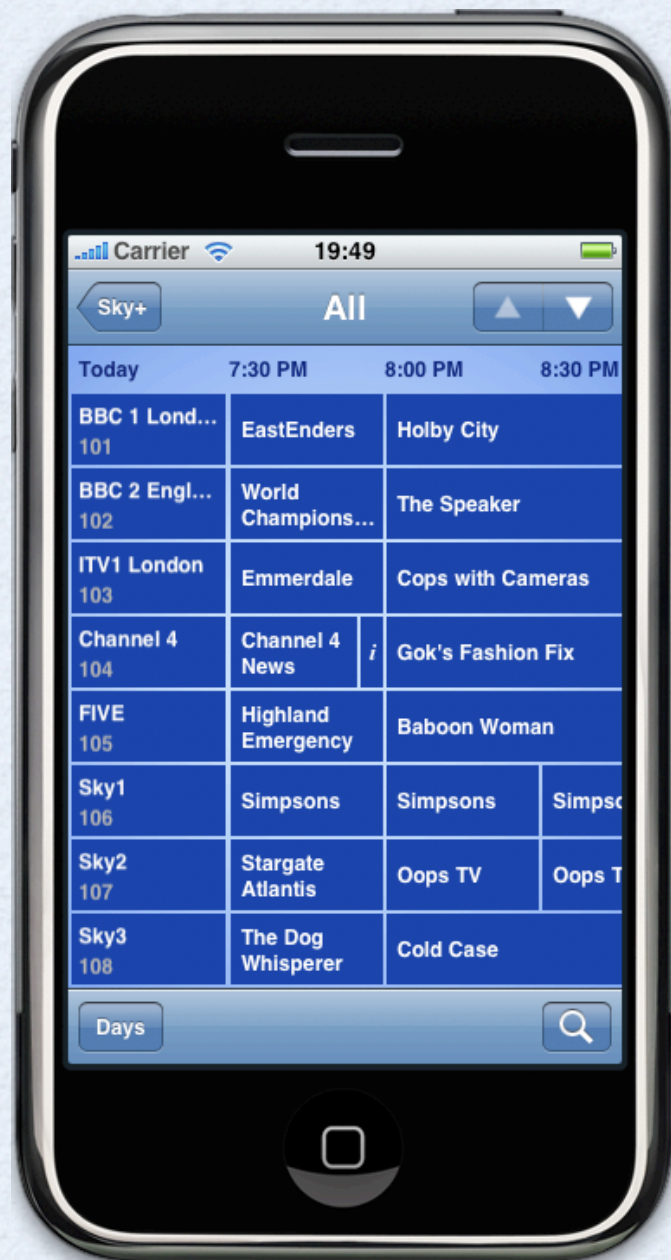 Carrier 19:49
Sky+ All
Today 7:30 PM 8:00 PM 8:30 PM
BBC 1 Lond...
101
EastEnders
Holby City
BBC 2 Engl...
102
World
Champions...
The Speaker
ITV1 London
103
Emmerdale
Cops with Cameras
Channel 4
104
Channel 4
News
i
Gok's Fashion Fix
FIVE
105
Highland
Emergency
Baboon Woman
Sky1
106
Simpsons
Simpsons
Simpsc
Sky2
107
Stargate
Atlantis
Oops TV
Oops T
Sky3
108
The Dog
Whisperer
Cold Case
Days